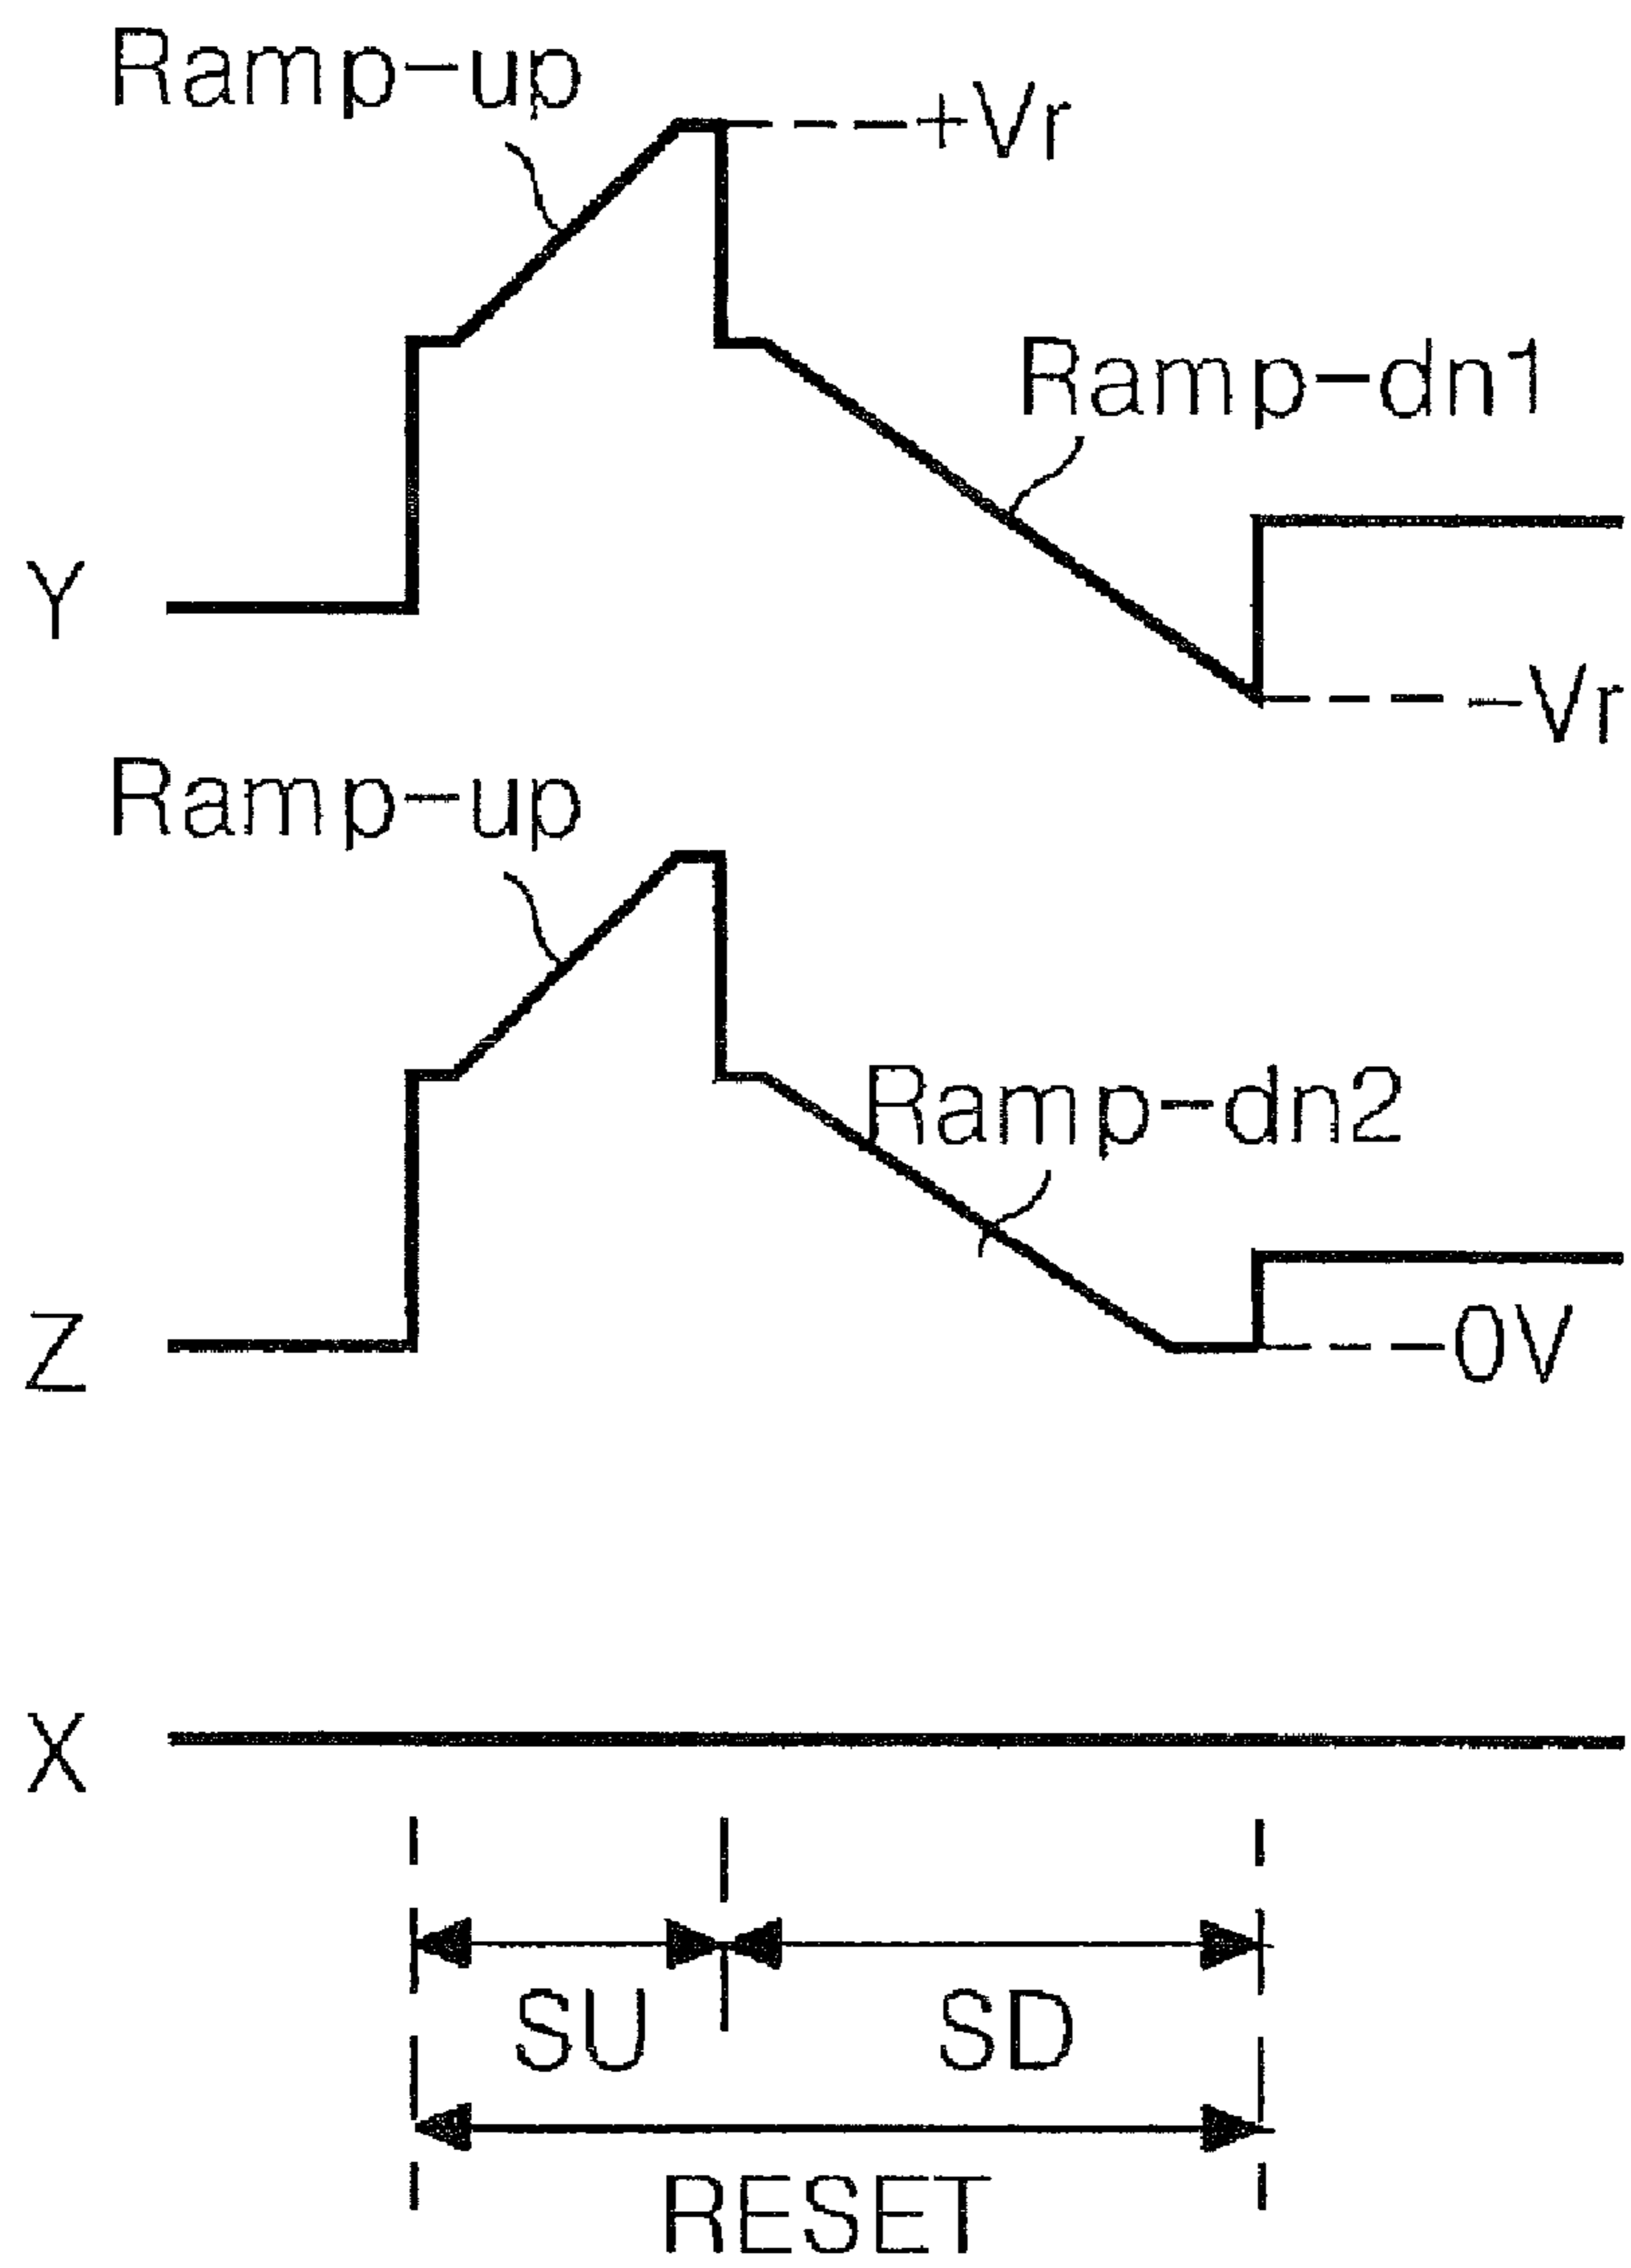 Ramp-up
+Vr
Ramp-dn1
Y
-Vr
Ramp-up
Ramp-dn2
Z
0V
X
SU
SD
RESET